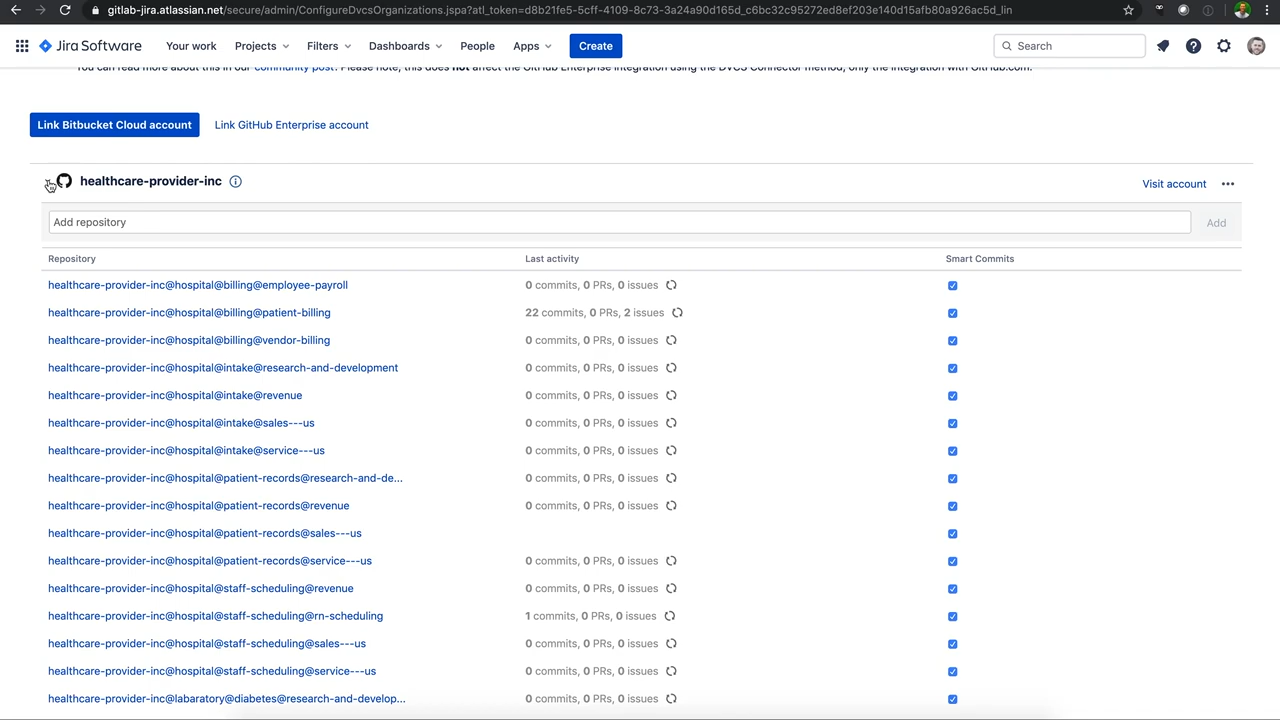 gitlab-jira.atlassian.net/secure/admin/ConfigureDvcsOrganizations.jspa?atl_token=d8b21fe5-5cff-4109-8c73-3a24a90d165d_c6bc32c95272ed8ef203e140d15afb80a926ac5d_lin
Jira Software Your work Projects Filters Dashboards People Apps Create Search
You can read more about this in our community post. Please note, this does not affect the GitHub Enterprise integration using the DVCS Connector method, only the integration with GitHub.com.
Link Bitbucket Cloud account Link GitHub Enterprise account
healthcare-provider-inc Visit account
Add repository Add
Repository Last activity Smart Commits
healthcare-provider-inc@hospital@billing@employee-payroll 0 commits, 0 PRs, 0 issues
healthcare-provider-inc@hospital@billing@patient-billing 22 commits, 0 PRs, 2 issues
healthcare-provider-inc@hospital@billing@vendor-billing 0 commits, 0 PRs, 0 issues
healthcare-provider-inc@hospital@intake@research-and-development 0 commits, 0 PRs, 0 issues
healthcare-provider-inc@hospital@intake@revenue 0 commits, 0 PRs, 0 issues
healthcare-provider-inc@hospital@intake@sales---us 0 commits, 0 PRs, 0 issues
healthcare-provider-inc@hospital@intake@service---us 0 commits, 0 PRs, 0 issues
healthcare-provider-inc@hospital@patient-records@research-and-de... 0 commits, 0 PRs, 0 issues
healthcare-provider-inc@hospital@patient-records@revenue 0 commits, 0 PRs, 0 issues
healthcare-provider-inc@hospital@patient-records@sales---us
healthcare-provider-inc@hospital@patient-records@service---us 0 commits, 0 PRs, 0 issues
healthcare-provider-inc@hospital@staff-scheduling@revenue 0 commits, 0 PRs, 0 issues
healthcare-provider-inc@hospital@staff-scheduling@rn-scheduling 1 commits, 0 PRs, 0 issues
healthcare-provider-inc@hospital@staff-scheduling@sales---us 0 commits, 0 PRs, 0 issues
healthcare-provider-inc@hospital@staff-scheduling@service---us 0 commits, 0 PRs, 0 issues
healthcare-provider-inc@labaratory@diabetes@research-and-develop... 0 commits, 0 PRs, 0 issues